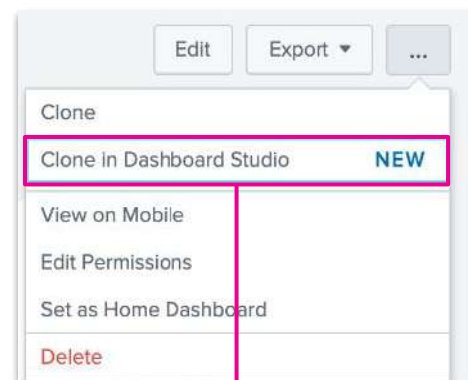 Edit Export ...
Clone
Clone in Dashboard Studio NEW
View on Mobile
Edit Permissions
Set as Home Dashboard
Delete